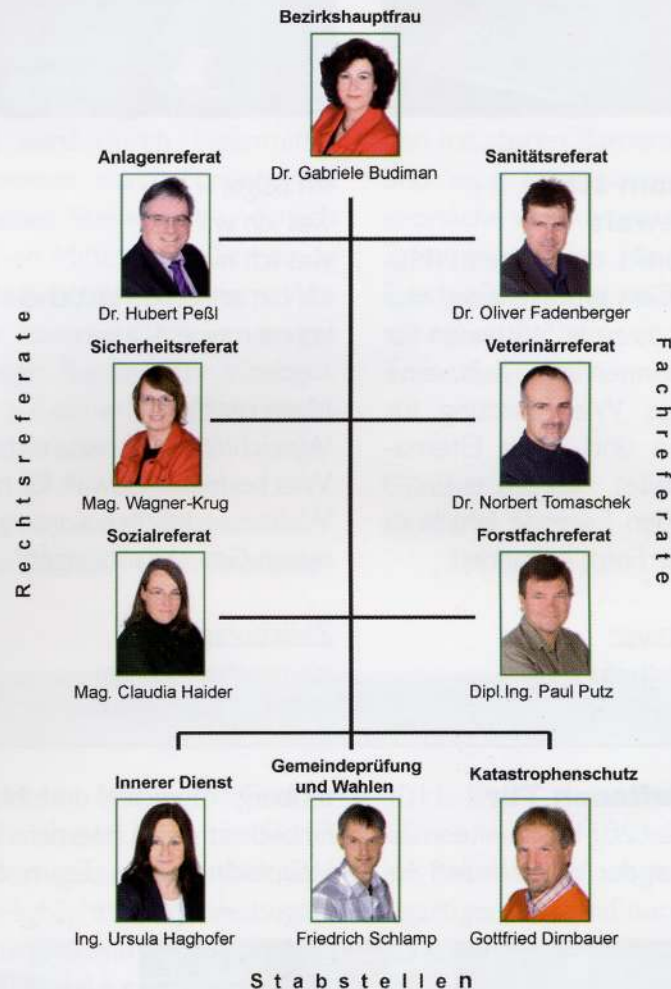 Bezirkshauptfrau
Dr. Gabriele Budiman
Anlagenreferat
Dr. Hubert Peßl
Sanitätsreferat
Dr. Oliver Fadenberger
Rechtsreferate
Sicherheitsreferat
Mag. Wagner-Krug
Veterinärreferat
Dr. Norbert Tomaschek
Fachreferate
Sozialreferat
Mag. Claudia Haider
Forstfachreferat
Dipl.Ing. Paul Putz
Innerer Dienst
Ing. Ursula Haghofer
Gemeindeprüfung
und Wahlen
Friedrich Schlamp
Katastrophenschutz
Gottfried Dirnbauer
Stabstellen